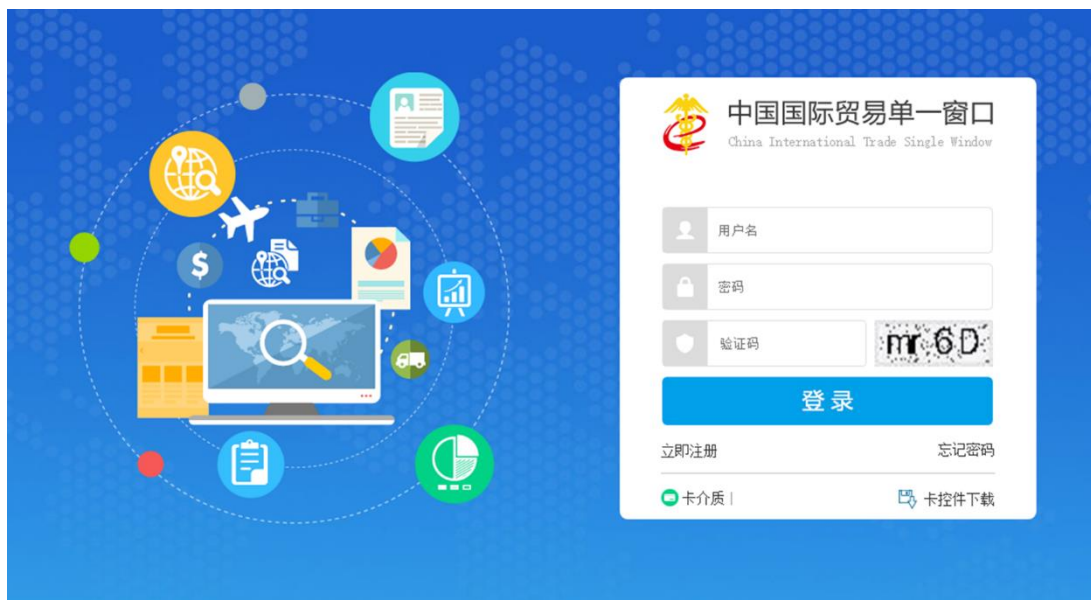 中国国际贸易单一窗口
China International Trade Single Window
用户名
密码
验证码
mr6D
登录
立即注册
忘记密码
卡介质 |
卡控件下载